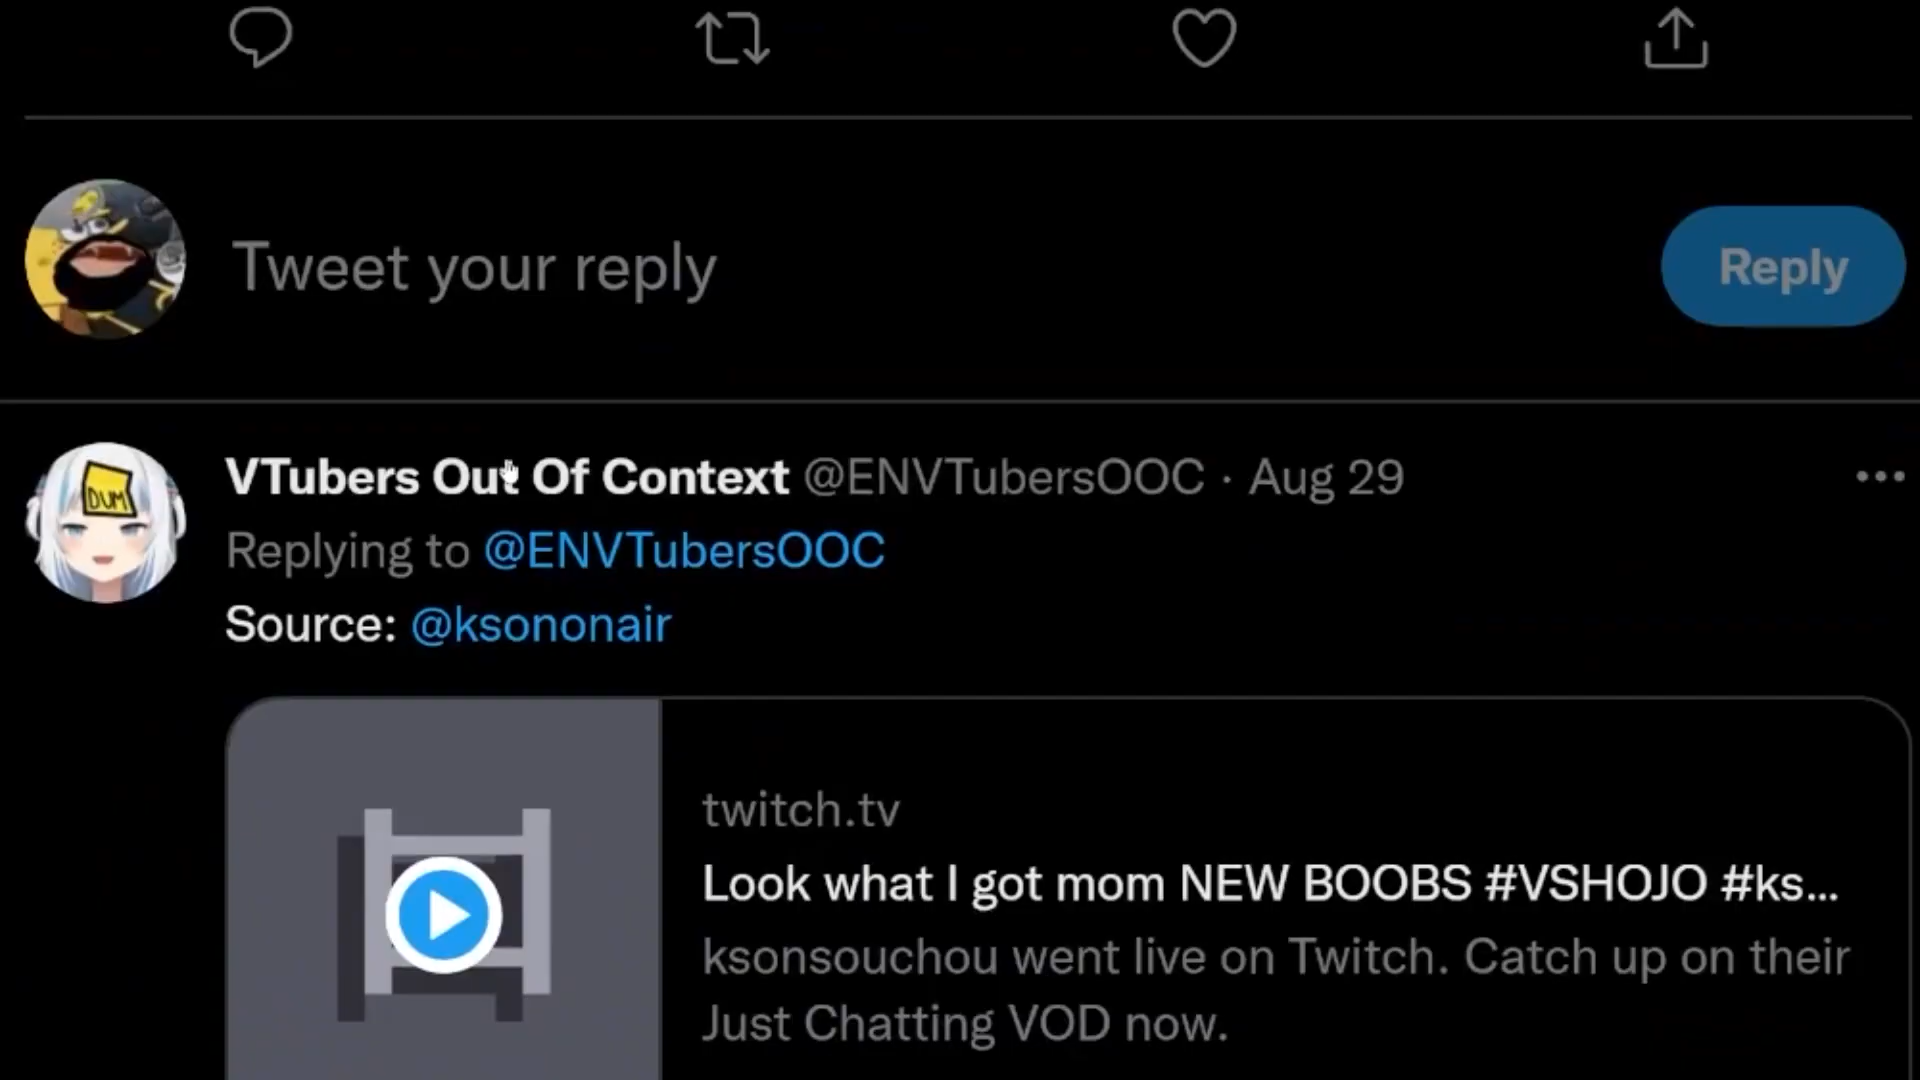 Tweet your reply
Reply
DUM
VTubers Out Of Context @ENVTubersOOC · Aug 29
Replying to @ENVTubersOOC
Source: @ksononair
twitch.tv
Look what I got mom NEW BOOBS #VSHOJO #ks...
ksonsouchou went live on Twitch. Catch up on their
Just Chatting VOD now.